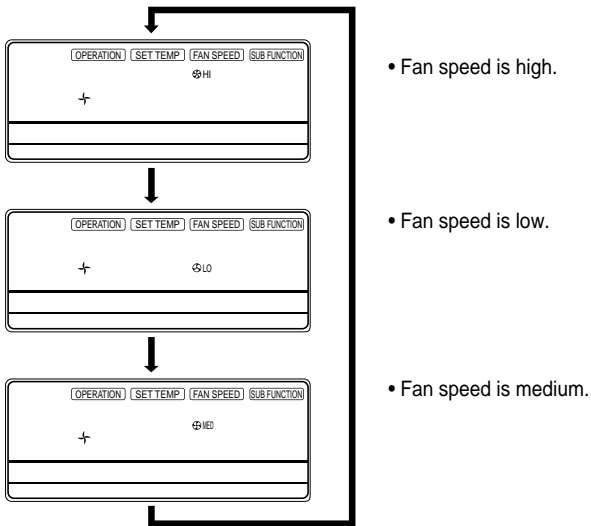 OPERATION SET TEMP FAN SPEED SUB FUNCTION
HI
• Fan speed is high.
OPERATION SET TEMP FAN SPEED SUB FUNCTION
LO
• Fan speed is low.
OPERATION SET TEMP FAN SPEED SUB FUNCTION
MED
• Fan speed is medium.